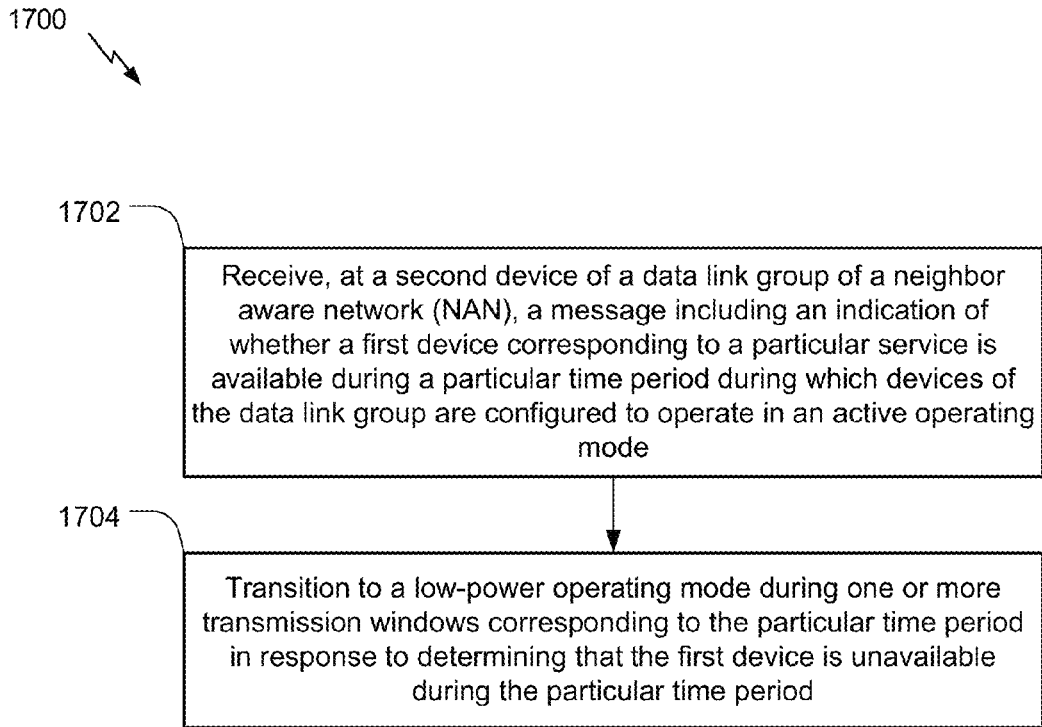 1700
1702
Receive, at a second device of a data link group of a neighbor
aware network (NAN), a message including an indication of
whether a first device corresponding to a particular service is
available during a particular time period during which devices of
the data link group are configured to operate in an active operating
mode
1704
Transition to a low-power operating mode during one or more
transmission windows corresponding to the particular time period
in response to determining that the first device is unavailable
during the particular time period